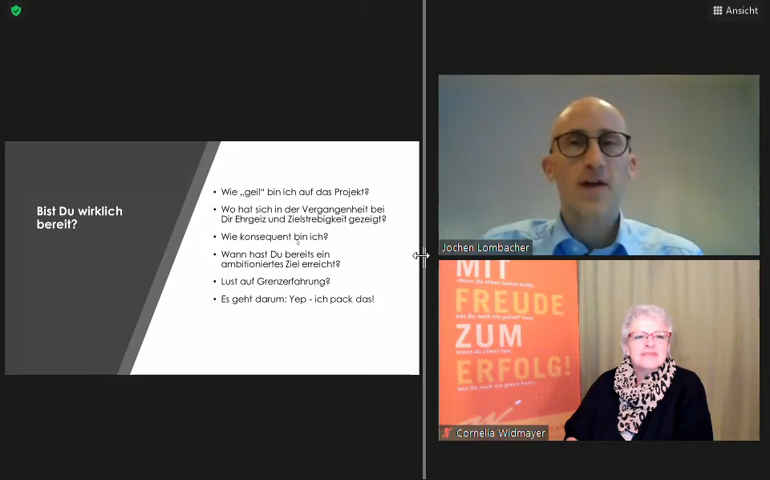 Ansicht
Bist Du wirklich
bereit?
• Wie „geil“ bin ich auf das Projekt?
• Wo hat sich in der Vergangenheit bei
Dir Ehrgeiz und Zielstrebigkeit gezeigt?
• Wie konsequent bin ich?
• Wann hast Du bereits ein
ambitioniertes Ziel erreicht?
• Lust auf Grenzerfahrung?
• Es geht darum: Yep - ich pack das!
Jochen Lombacher
MIT
FREUDE
ZUM
ERFOLG!
Cornelia Widmayer